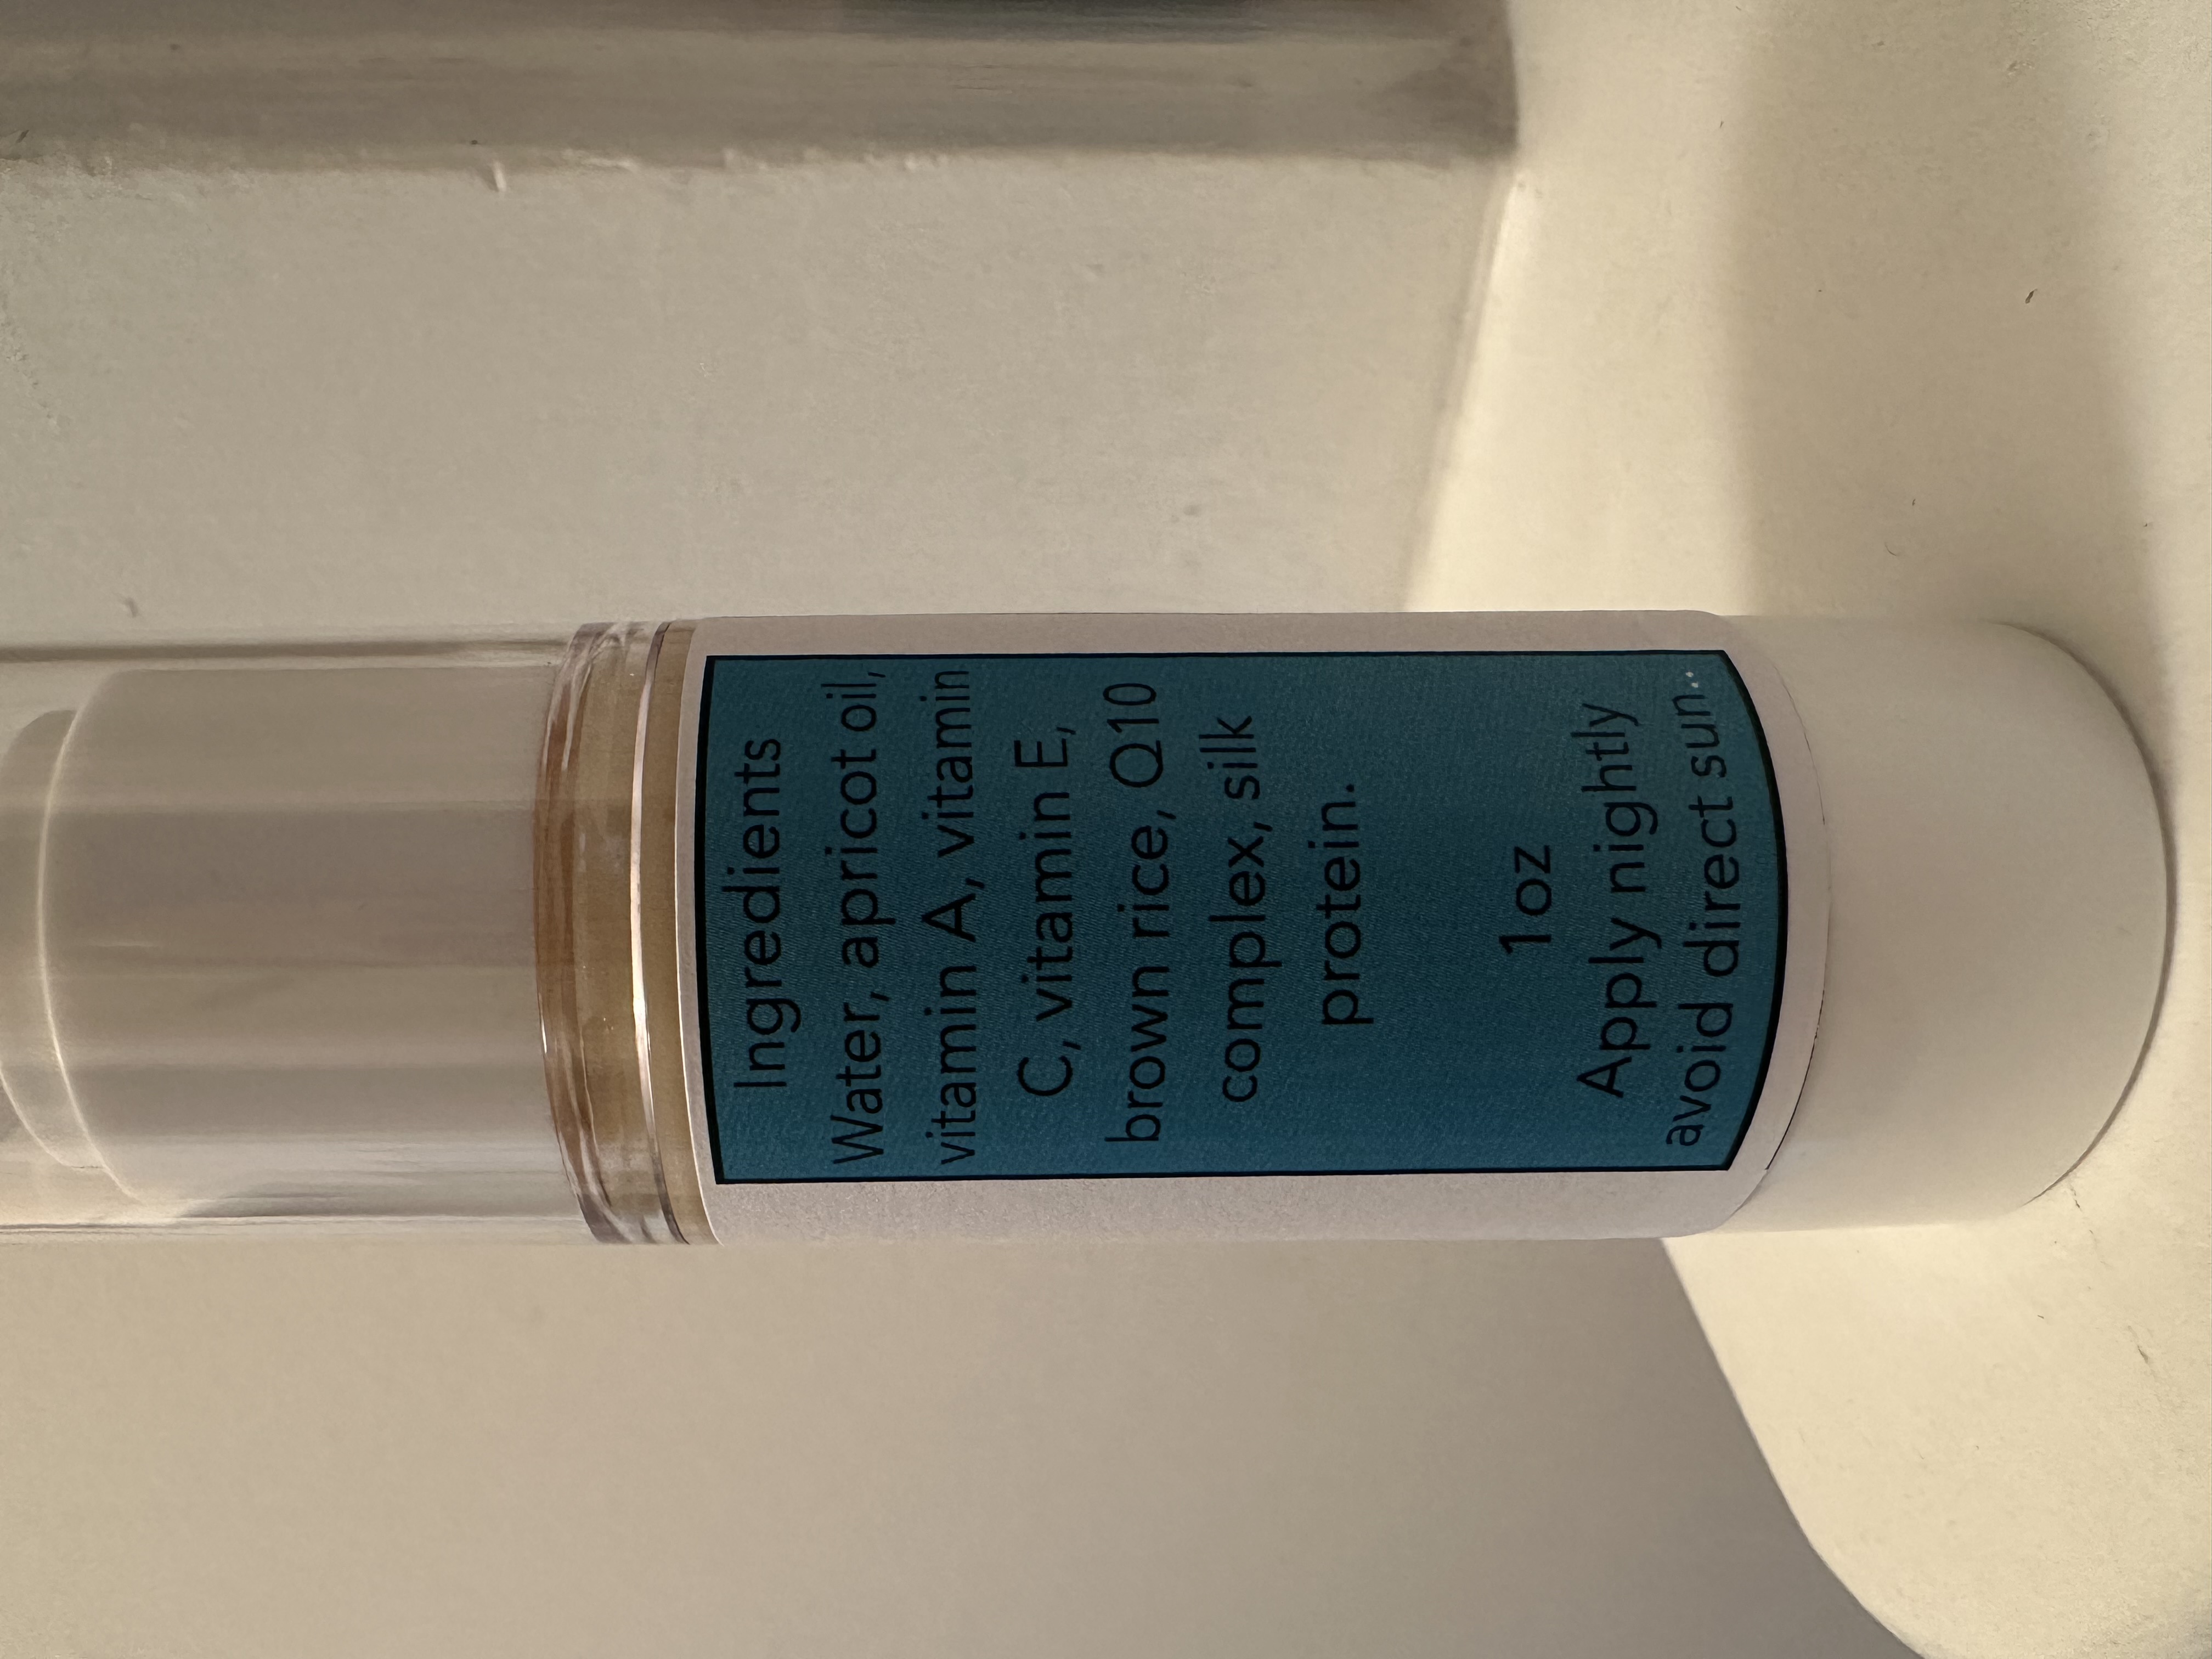 Ingredients
Water, apricot oil,
vitamin A, vitamin
C, vitamin E,
brown rice, Q10
complex, silk
protein.
1oz
Apply nightly
avoid direct sun..